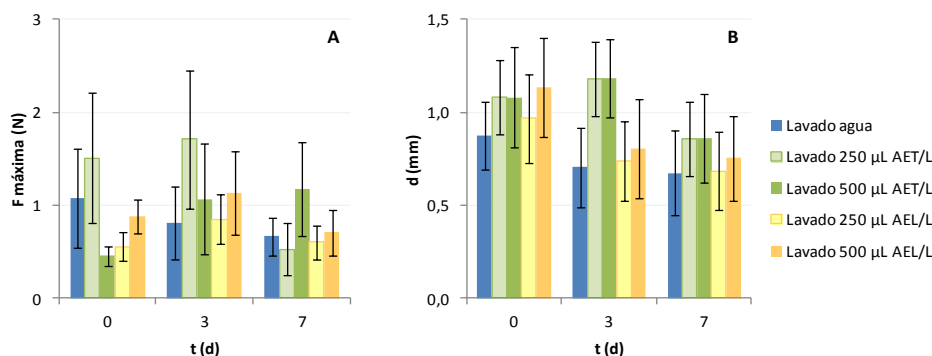 A
F máxima (N)
3
2
1
0
0
3
7
t (d)
B
d (mm)
1,5
1,0
0,5
0,0
0
3
7
t (d)
Lavado agua
Lavado 250 µL AET/L
Lavado 500 µL AET/L
Lavado 250 µL AEL/L
Lavado 500 µL AEL/L